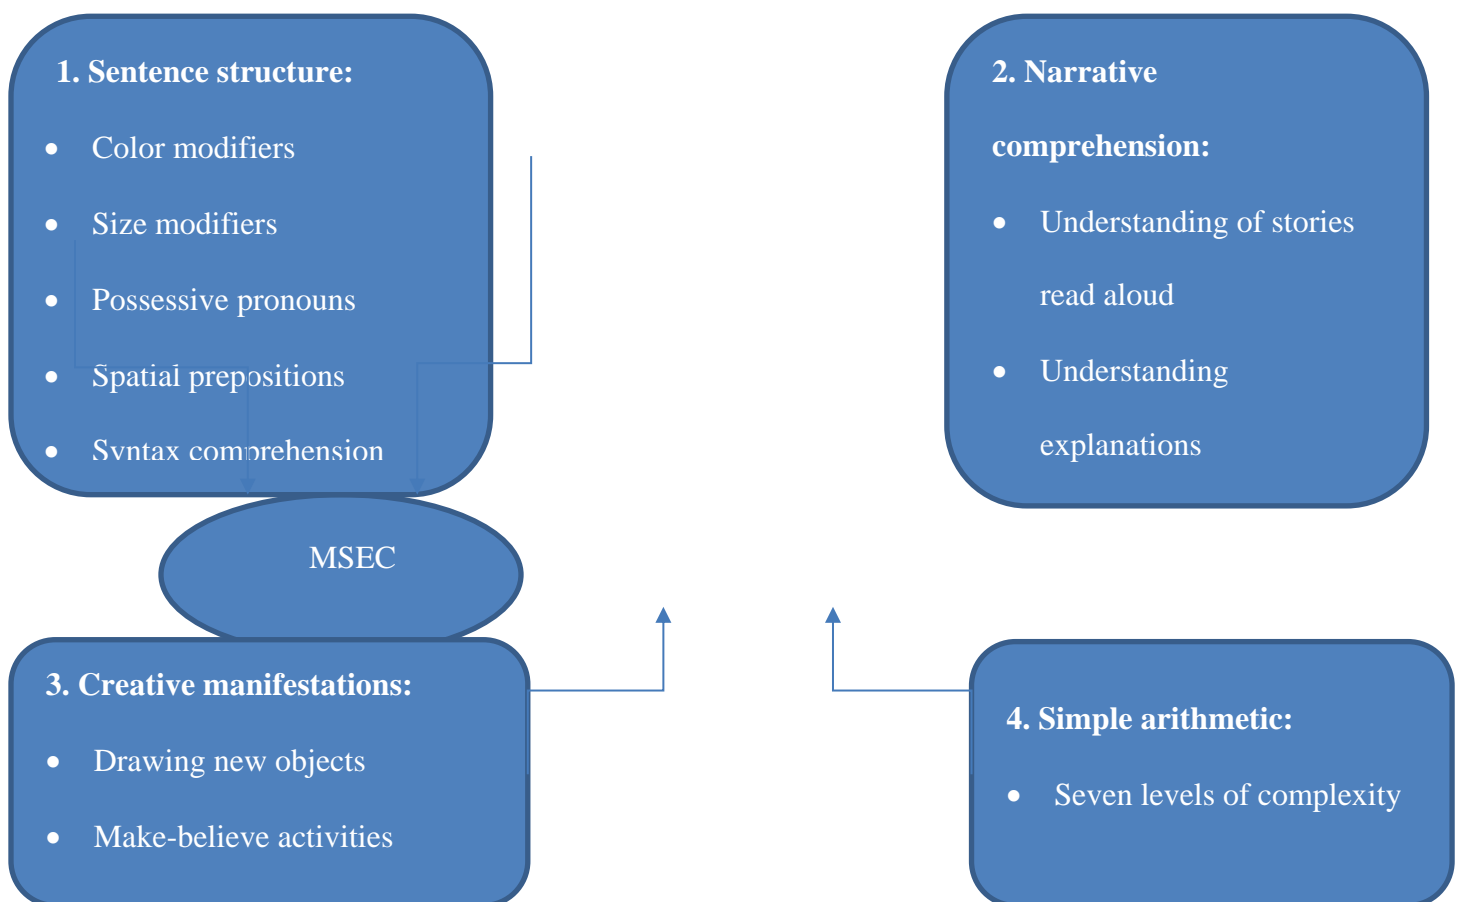 1. Sentence structure:
• Color modifiers
• Size modifiers
• Possessive pronouns
• Spatial prepositions
• Syntax comprehension
2. Narrative
comprehension:
• Understanding of stories
read aloud
• Understanding
explanations
MSEC
3. Creative manifestations:
• Drawing new objects
• Make-believe activities
4. Simple arithmetic:
• Seven levels of complexity